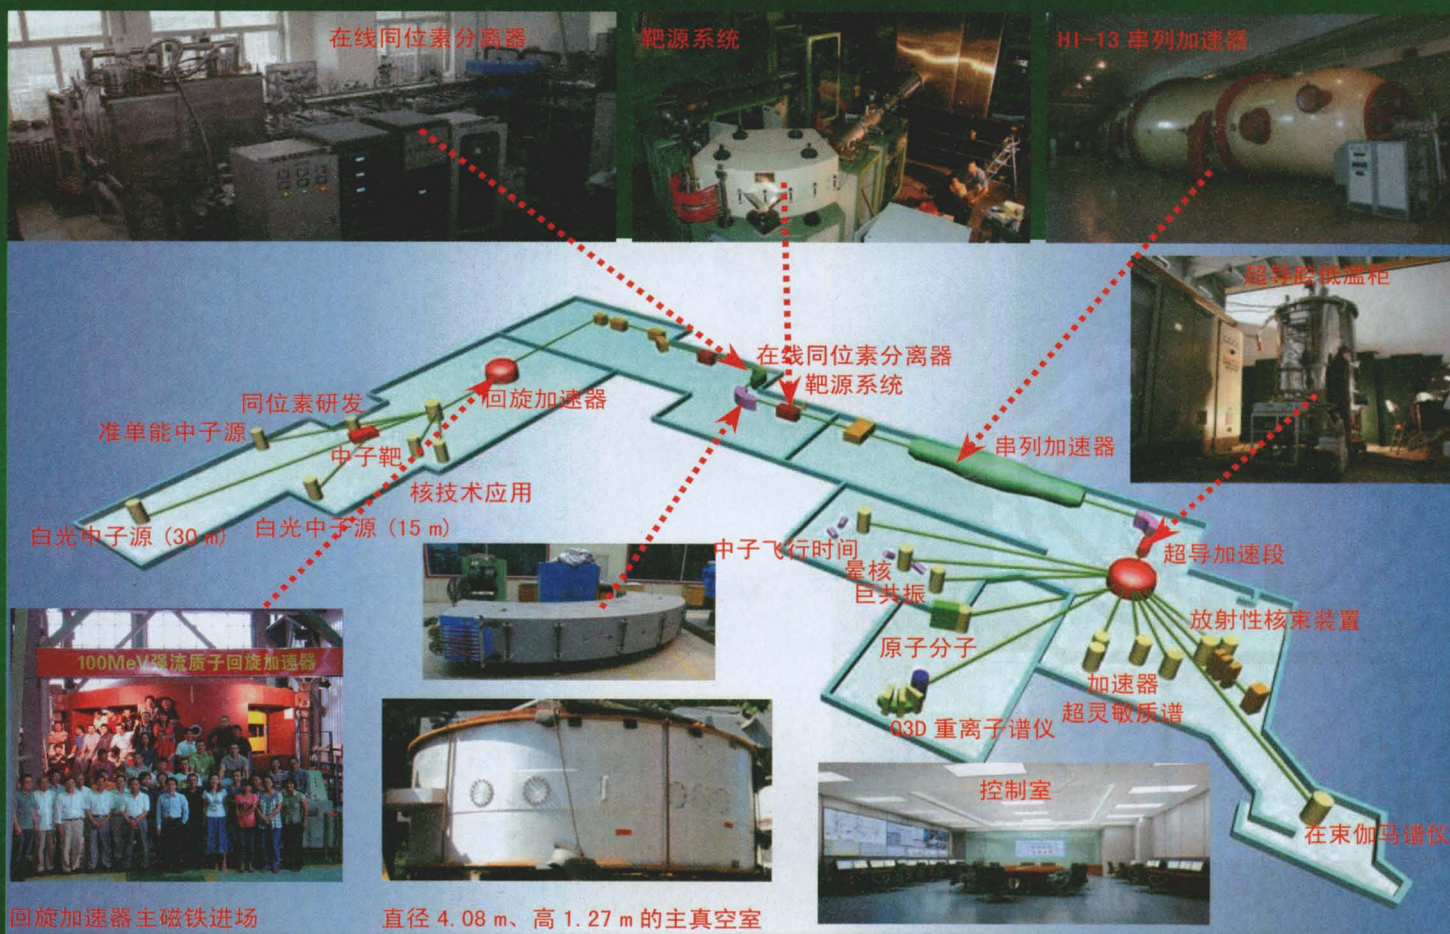 在线同位素分离器
靶源系统
HI-13 串列加速器
超导腔低温柜
在线同位素分离器
靶源系统
回旋加速器
同位素研发
准单能中子源
中子靶
串列加速器
核技术应用
白光中子源 (30 m)
白光中子源 (15 m)
中子飞行时间
晕核
巨共振
超导加速段
放射性核束装置
原子分子
加速器
超灵敏质谱
Q3D 重离子谱仪
100MeV强流质子回旋加速器
控制室
在束伽马谱仪
回旋加速器主磁铁进场
直径 4.08 m、高 1.27 m 的主真空室